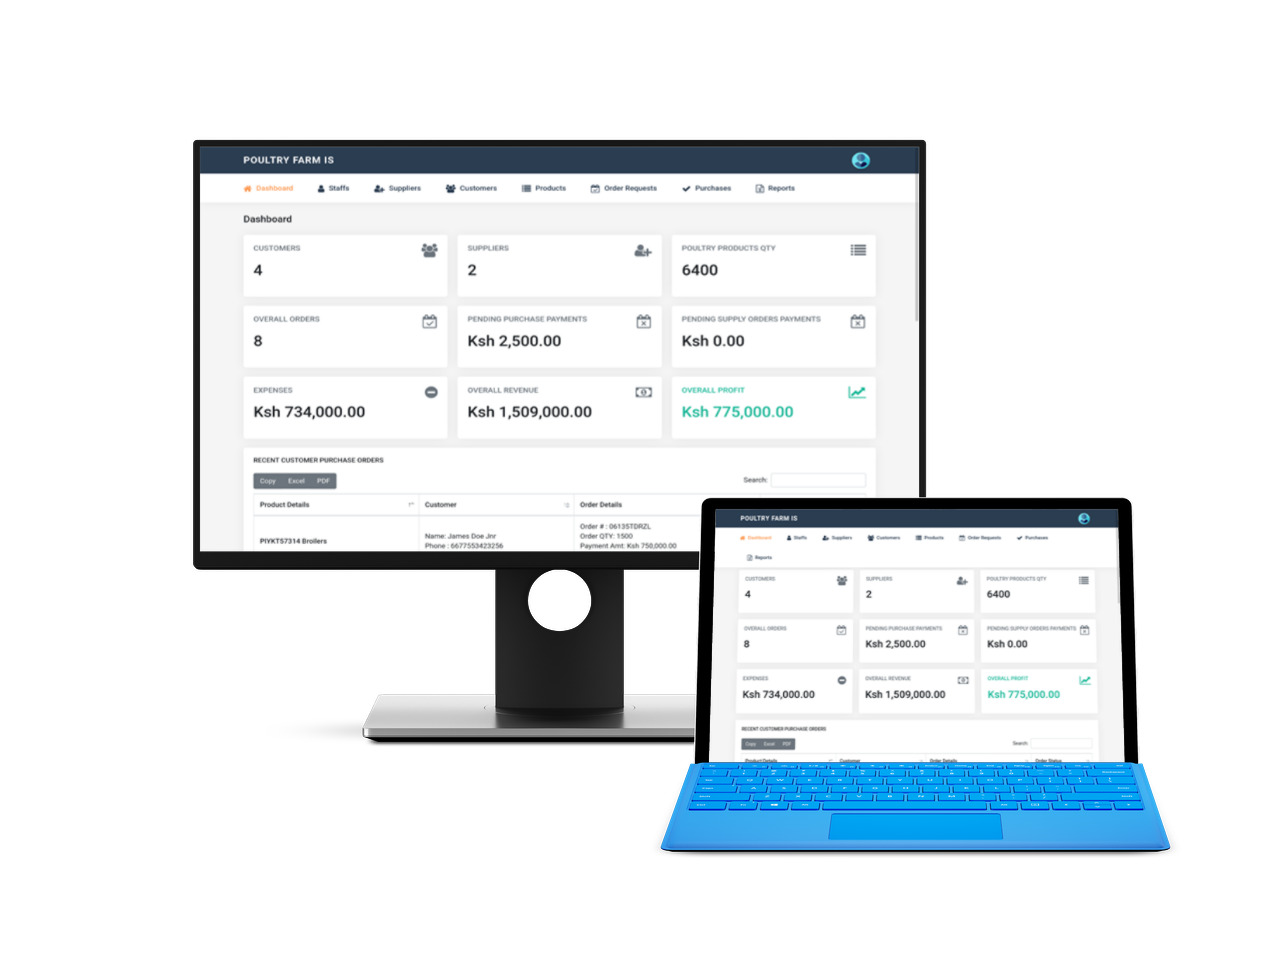 POULTRY FARM IS
Dashboard Staffs Suppliers Customers Products Order Requests Purchases Reports
Dashboard
CUSTOMERS
4
SUPPLIERS
2
POULTRY PRODUCTS QTY
6400
OVERALL ORDERS
8
PENDING PURCHASE PAYMENTS
Ksh 2,500.00
PENDING SUPPLY ORDERS PAYMENTS
Ksh 0.00
EXPENSES
Ksh 734,000.00
OVERALL REVENUE
Ksh 1,509,000.00
OVERALL PROFIT
Ksh 775,000.00
RECENT CUSTOMER PURCHASE ORDERS
Copy Excel PDF
Search:
Product Details Customer Order Details
PIYKT57314 Broilers
Name: James Doe Jnr
Phone : 6677553423256
Order # : 06135TDRZL
Order QTY: 1500
Payment Amt: Ksh 750,000.00
POULTRY FARM IS
Dashboard Staffs Suppliers Customers Products Order Requests Purchases
Reports
CUSTOMERS
4
SUPPLIERS
2
POULTRY PRODUCTS QTY
6400
OVERALL ORDERS
8
PENDING PURCHASE PAYMENTS
Ksh 2,500.00
PENDING SUPPLY ORDERS PAYMENTS
Ksh 0.00
EXPENSES
Ksh 734,000.00
OVERALL REVENUE
Ksh 1,509,000.00
OVERALL PROFIT
Ksh 775,000.00
RECENT CUSTOMER PURCHASE ORDERS
Copy Excel PDF
Search:
Product Details Customer Order Details Order Status